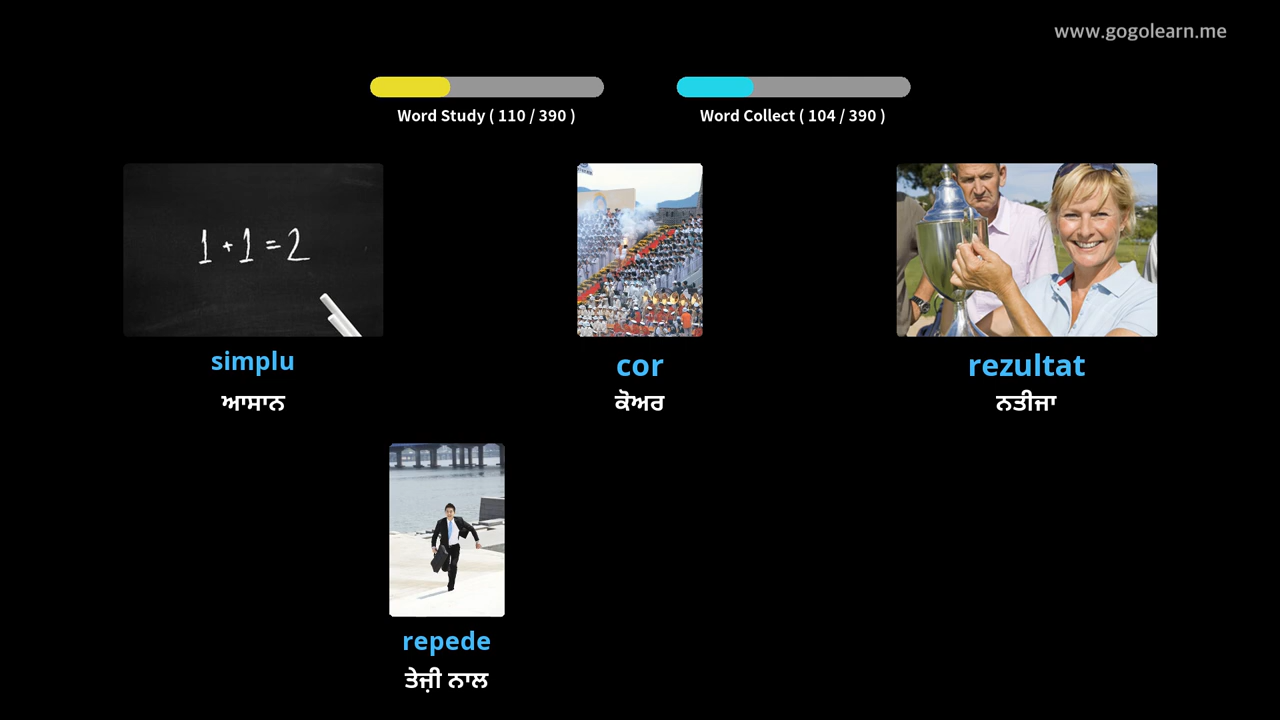 www.gogolearn.me
Word Study ( 110 / 390 )
Word Collect ( 104 / 390 )
1 + 1 = 2
simplu
ਆਸਾਨ
cor
ਕੋਅਰ
rezultat
ਨਤੀਜਾ
repede
ਤੇਜ਼ੀ ਨਾਲ